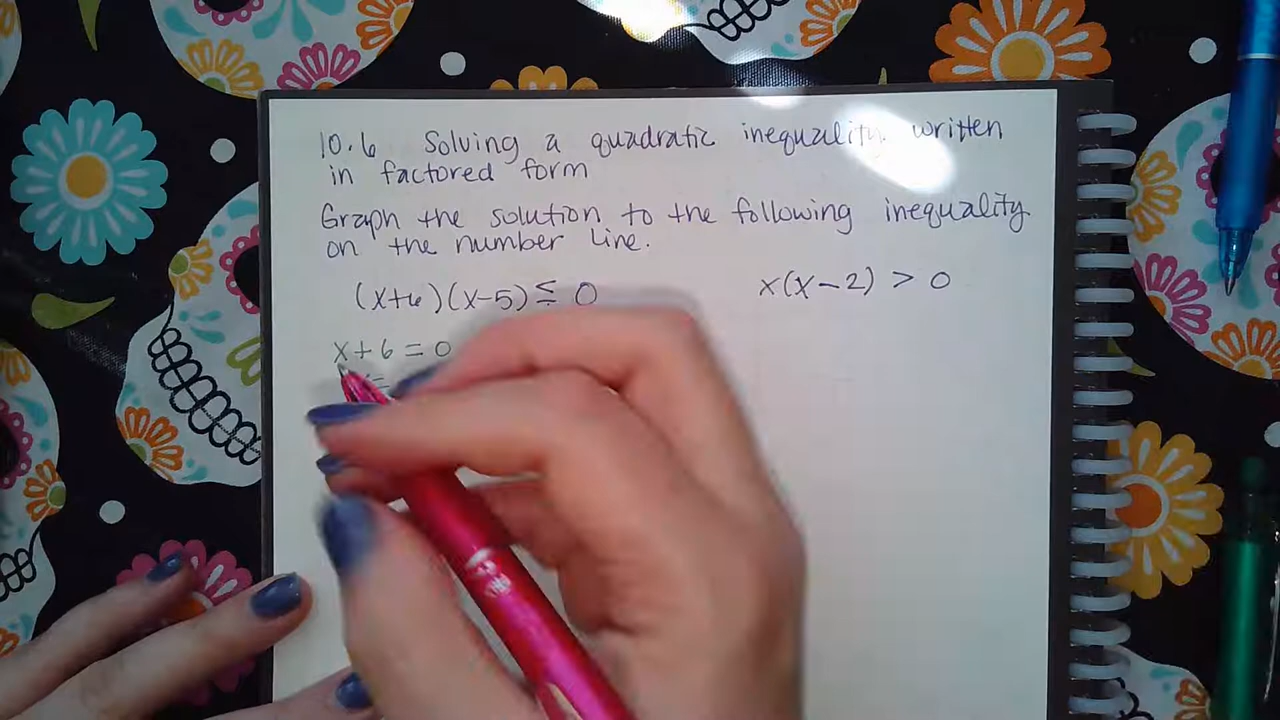 10.6 Solving a quadratic inequality written
in factored form
Graph the solution to the following inequality
on the number line.
(x+6)(x-5) ≤ 0
x(x-2) > 0
x+6 = 0